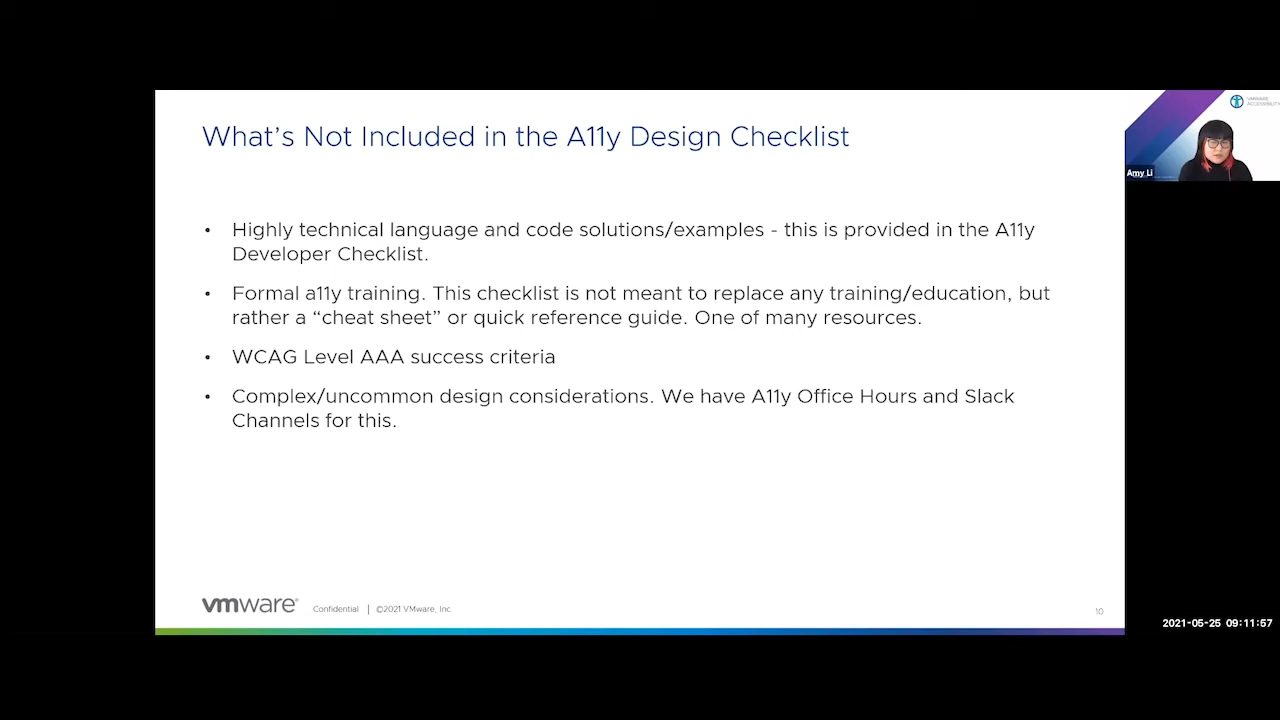 What's Not Included in the A11y Design Checklist
• Highly technical language and code solutions/examples - this is provided in the A11y
Developer Checklist.
• Formal a11y training. This checklist is not meant to replace any training/education, but
rather a “cheat sheet” or quick reference guide. One of many resources.
• WCAG Level AAA success criteria
• Complex/uncommon design considerations. We have A11y Office Hours and Slack
Channels for this.
vmware®
Confidential | ©2021 VMware, Inc.
10
VMWARE
ACCESSIBILITY
Amy Li
2021-05-25 09:11:57